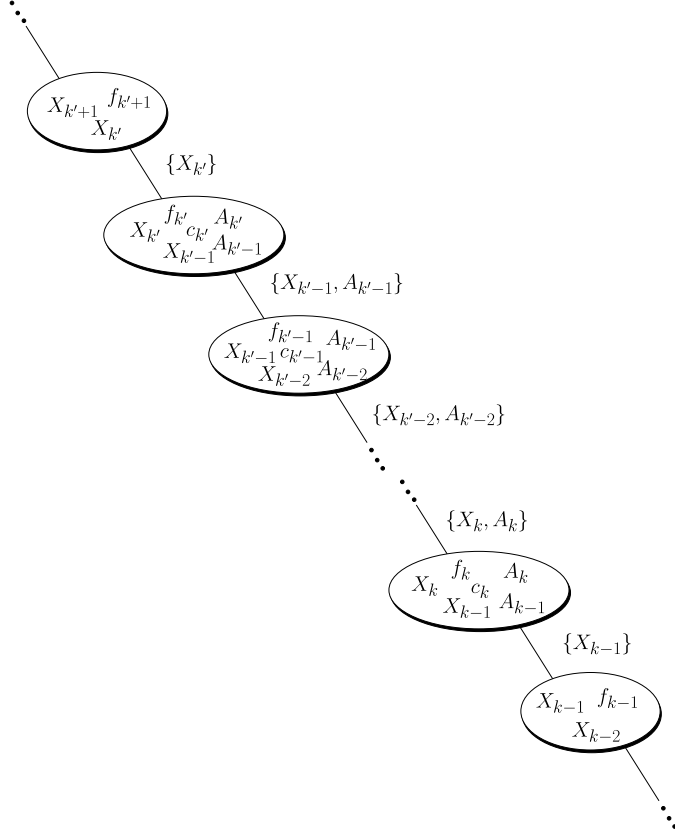 X_{k'+1} f_{k'+1}
X_{k'}
{X_{k'}}
f_{k'} A_{k'}
X_{k'} c_{k'}
X_{k'-1} A_{k'-1}
{X_{k'-1}, A_{k'-1}}
f_{k'-1} A_{k'-1}
X_{k'-1} c_{k'-1}
X_{k'-2} A_{k'-2}
{X_{k'-2}, A_{k'-2}}
{X_k, A_k}
f_k A_k
X_k c_k
X_{k-1} A_{k-1}
{X_{k-1}}
X_{k-1} f_{k-1}
X_{k-2}